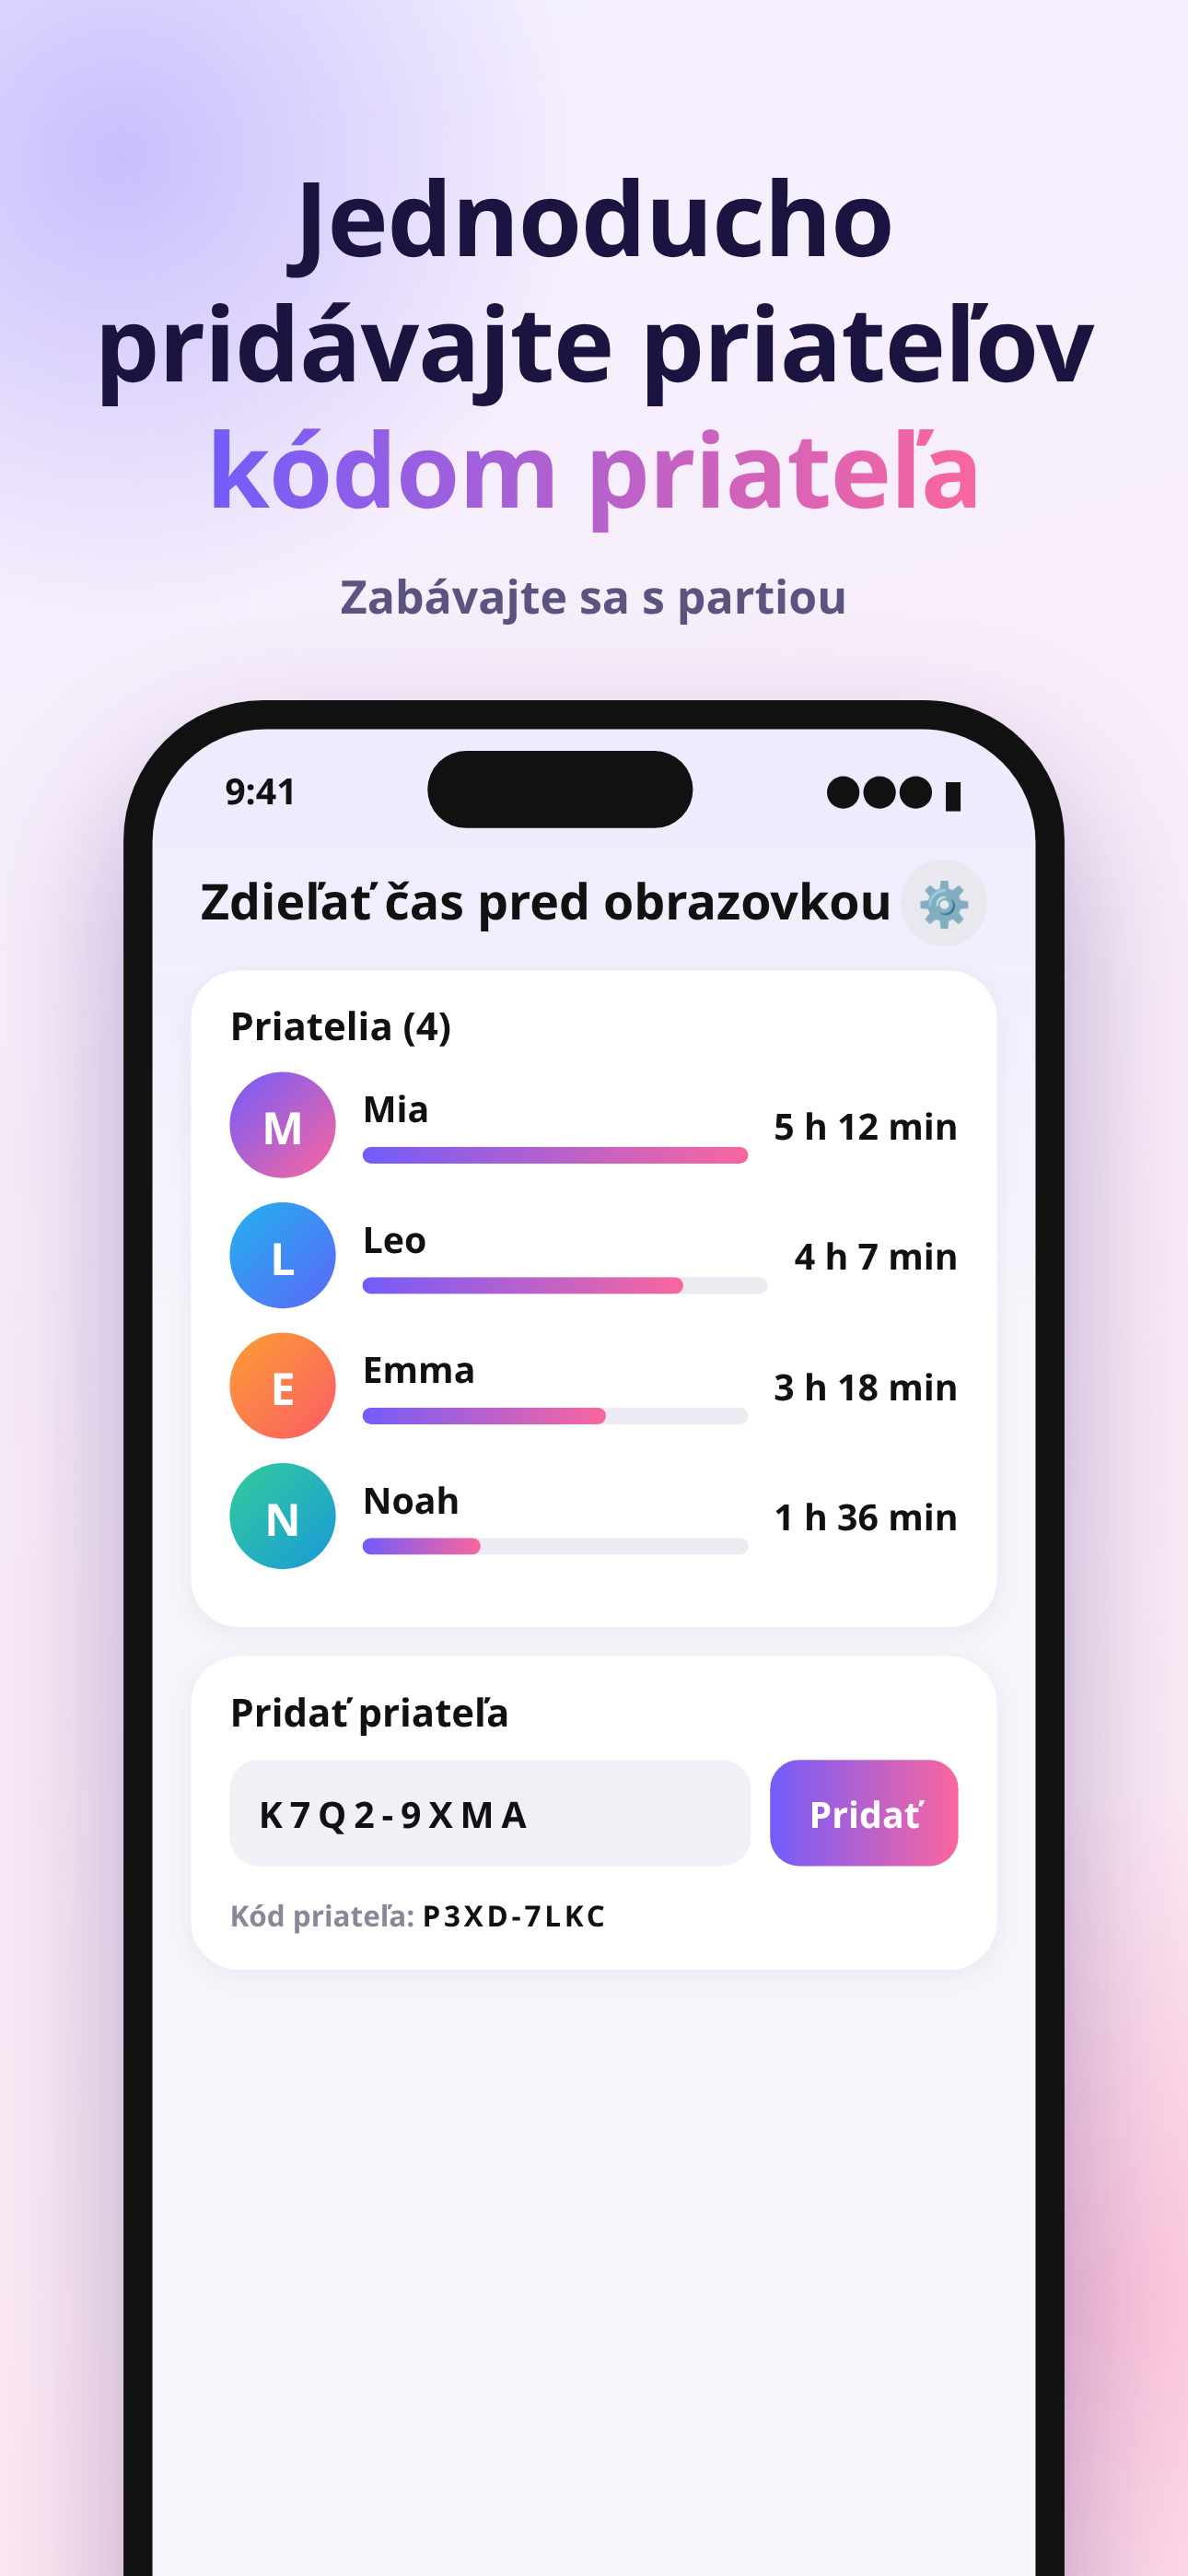 Jednoducho
pridávajte priateľov
kódom priateľa
Zabávajte sa s partiou
9:41
Zdieľať čas pred obrazovkou
Priatelia (4)
M
Mia
5 h 12 min
L
Leo
4 h 7 min
E
Emma
3 h 18 min
N
Noah
1 h 36 min
Pridať priateľa
K7Q2-9XMA
Pridať
Kód priateľa: P3XD-7LKC